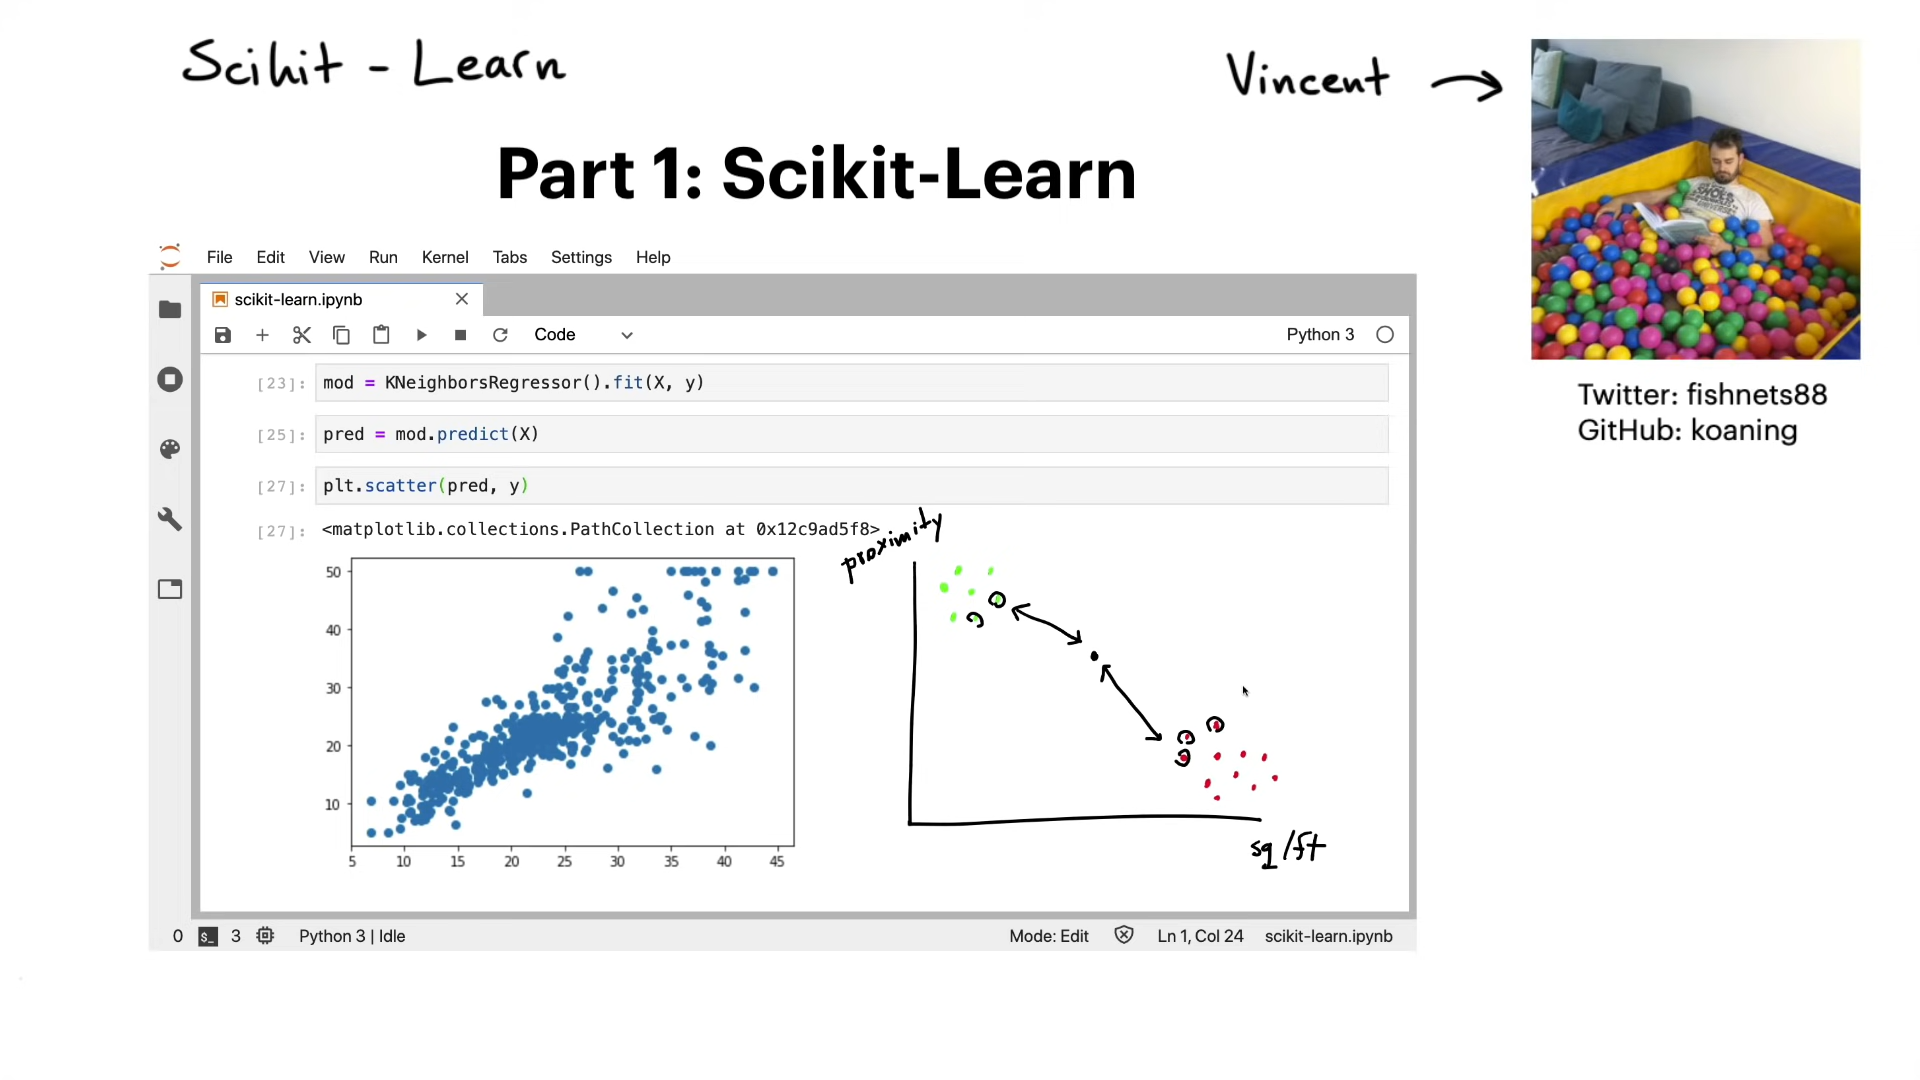 Scikit - Learn
Vincent
Part 1: Scikit-Learn
File Edit View Run Kernel Tabs Settings Help
scikit-learn.ipynb
Code
Python 3
[23]: mod = KNeighborsRegressor().fit(X, y)
[25]: pred = mod.predict(X)
[27]: plt.scatter(pred, y)
[27]: <matplotlib.collections.PathCollection at 0x12c9ad5f8>
50
40
30
20
10
5 10 15 20 25 30 35 40 45
proximity
sq/ft
0 $_ 3 Python 3 | Idle
Mode: Edit Ln 1, Col 24 scikit-learn.ipynb
Twitter: fishnets88
GitHub: koaning